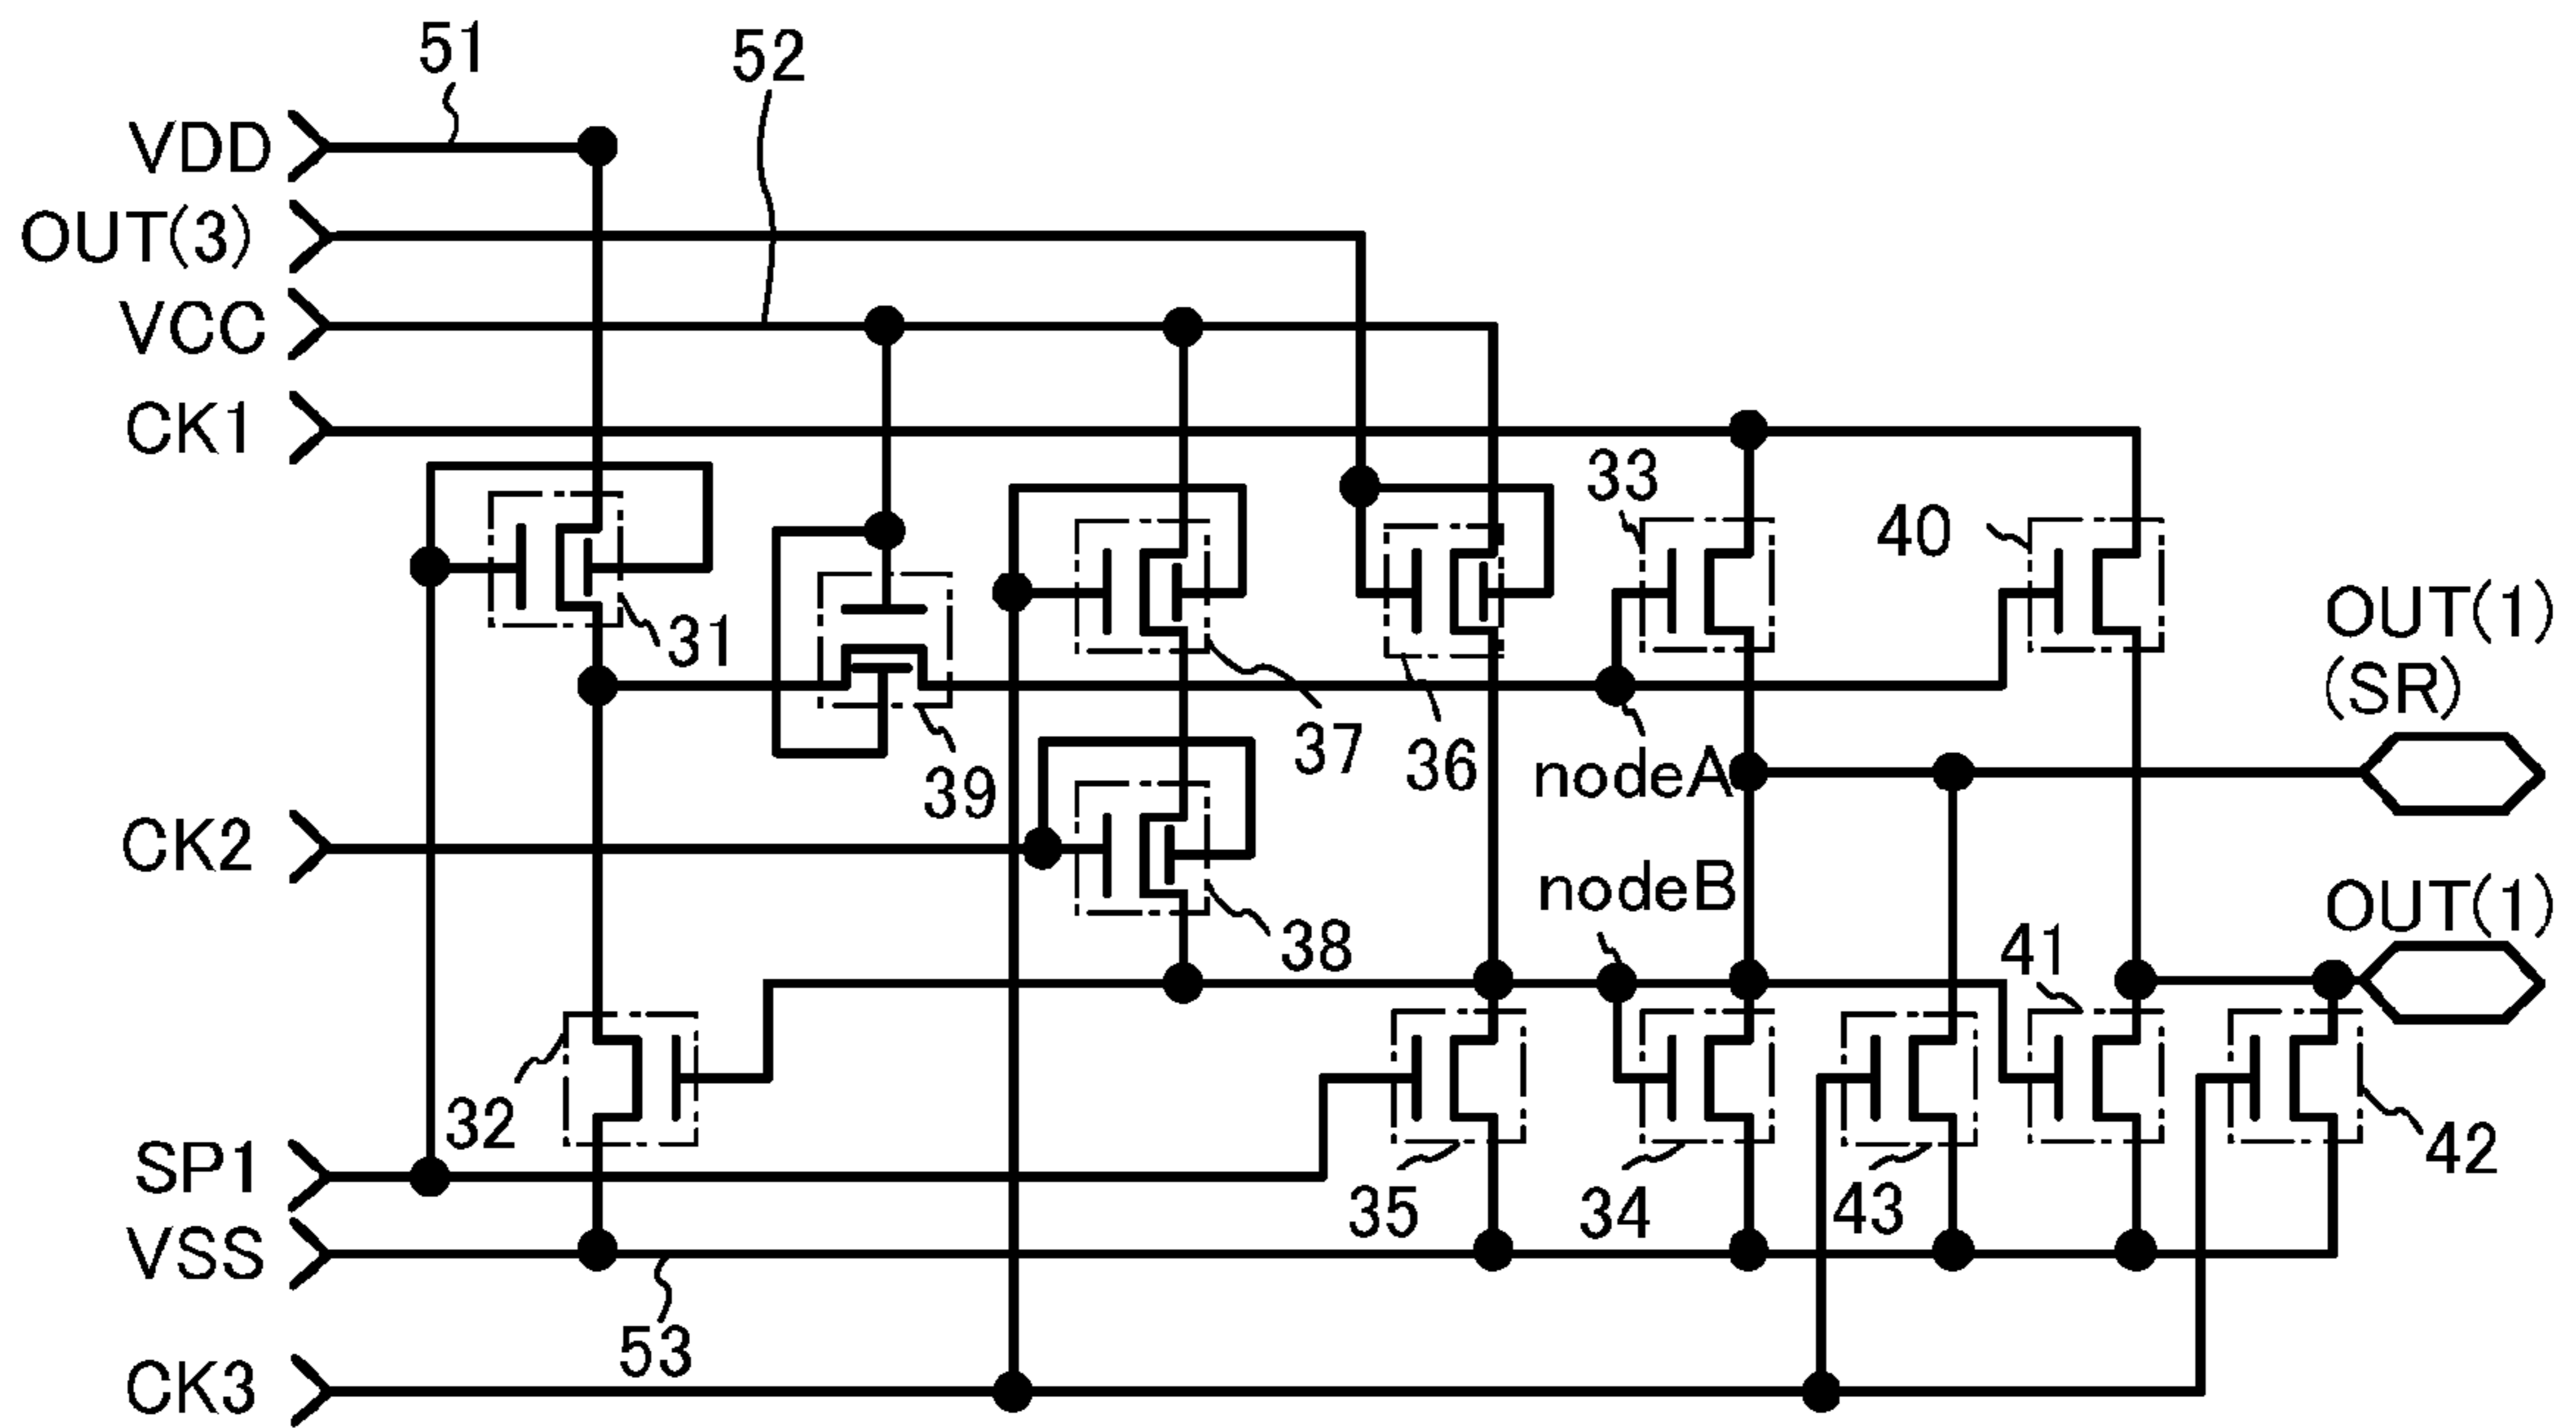 51
52
VDD
OUT(3)
VCC
CK1
33
40
31
OUT(1)
(SR)
37
36
nodeA
39
CK2
nodeB
38
41
OUT(1)
32
SP1
35
34
43
42
VSS
53
CK3